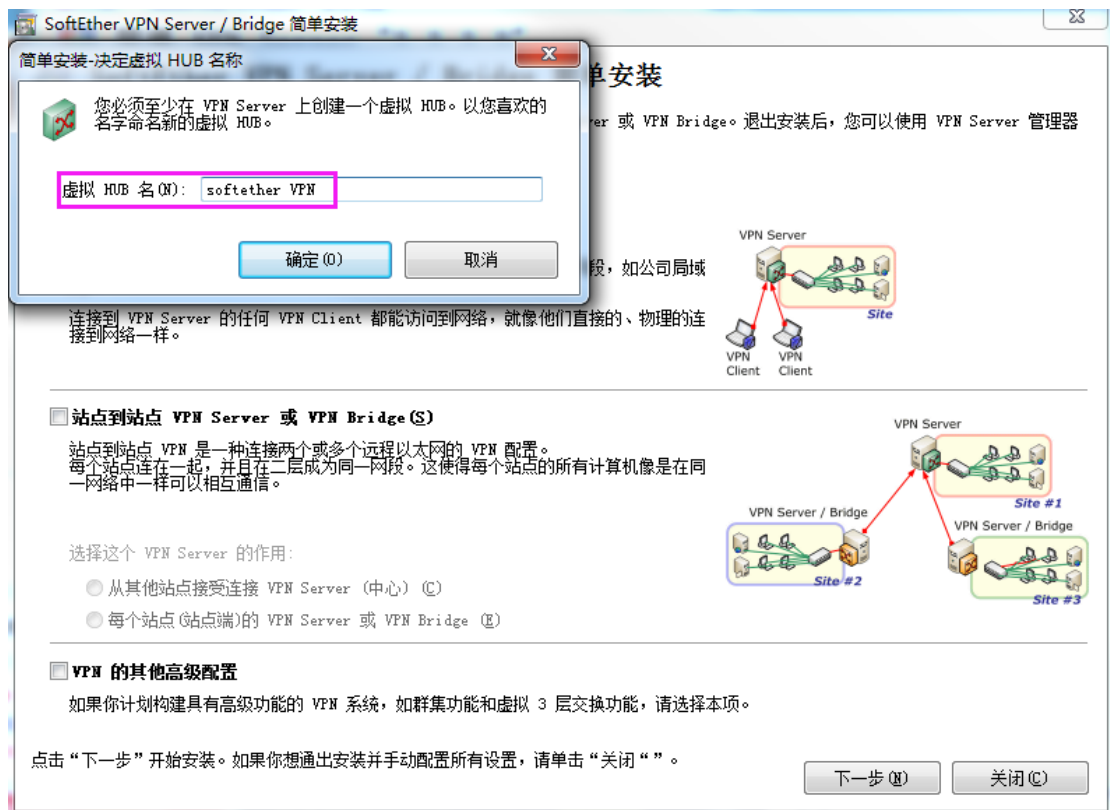 SoftEther VPN Server / Bridge 简单安装
简单安装-决定虚拟 HUB 名称
单安装
您必须至少在 VPN Server 上创建一个虚拟 HUB。以您喜欢的
名字命名新的虚拟 HUB。
ver 或 VPN Bridge。退出安装后，您可以使用 VPN Server 管理器
虚拟 HUB 名(N): softether VPN
确定(O) 取消
段，如公司局域
连接到 VPN Server 的任何 VPN Client 都能访问到网络，就像他们直接的、物理的连
接到网络一样。
VPN Server
Site
VPN Client
VPN Client
站点到站点 VPN Server 或 VPN Bridge(S)
站点到站点 VPN 是一种连接两个或多个远程以太网的 VPN 配置。
每个站点连在一起，并且在二层成为同一网段。这使得每个站点的所有计算机像是在同
一网络中一样可以相互通信。
选择这个 VPN Server 的作用:
从其他站点接受连接 VPN Server (中心) (C)
每个站点(站点端)的 VPN Server 或 VPN Bridge (E)
VPN Server
Site #1
VPN Server / Bridge
VPN Server / Bridge
Site #2
Site #3
VPN 的其他高级配置
如果你计划构建具有高级功能的 VPN 系统，如群集功能和虚拟 3 层交换功能，请选择本项。
点击“下一步”开始安装。如果你想通出安装并手动配置所有设置，请单击“关闭“”。
下一步(N) 关闭(C)